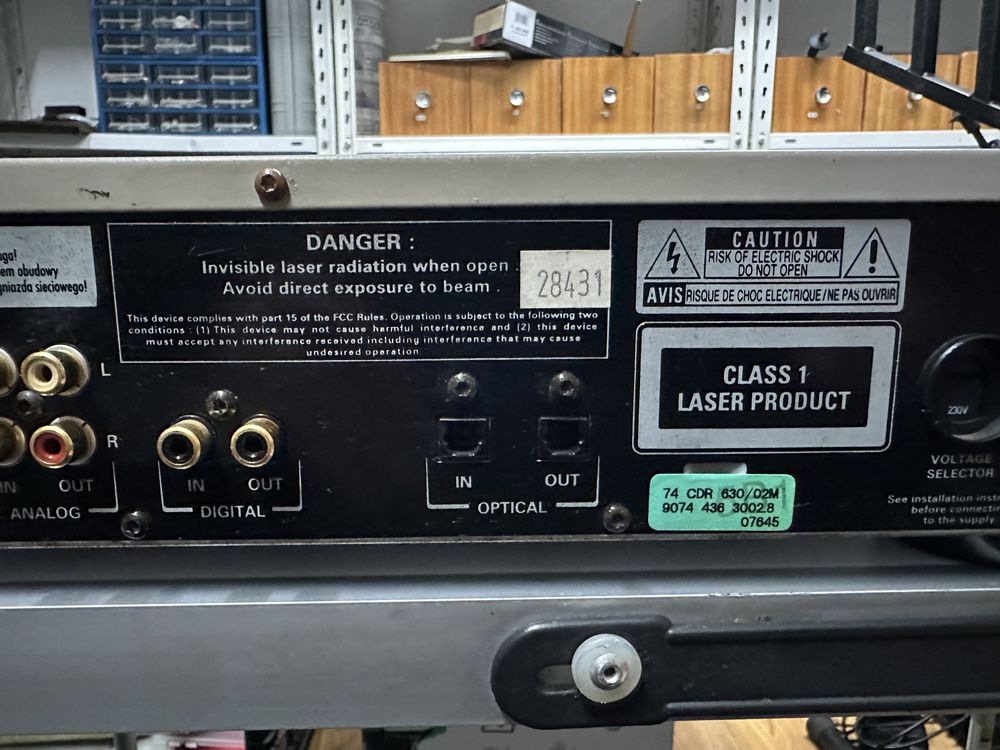 DANGER :
Invisible laser radiation when open .
Avoid direct exposure to beam .
28431
This device complies with part 15 of the FCC Rules. Operation is subject to the following two
conditions : (1) This device may not cause harmful interference and (2) this device
must accept any interference received including interference that may cause
undesired operation.
em obudowy
gniazda sieciowego!
CAUTION
RISK OF ELECTRIC SHOCK
DO NOT OPEN
AVIS RISQUE DE CHOC ELECTRIQUE/NE PAS OUVRIR
CLASS 1
LASER PRODUCT
L
R
IN OUT
ANALOG
IN OUT
DIGITAL
IN OUT
OPTICAL
74 CDR 630/02M
9074 436 3002.8
07645
230V
VOLTAGE
SELECTOR
See installation instr
before connectin
to the supply